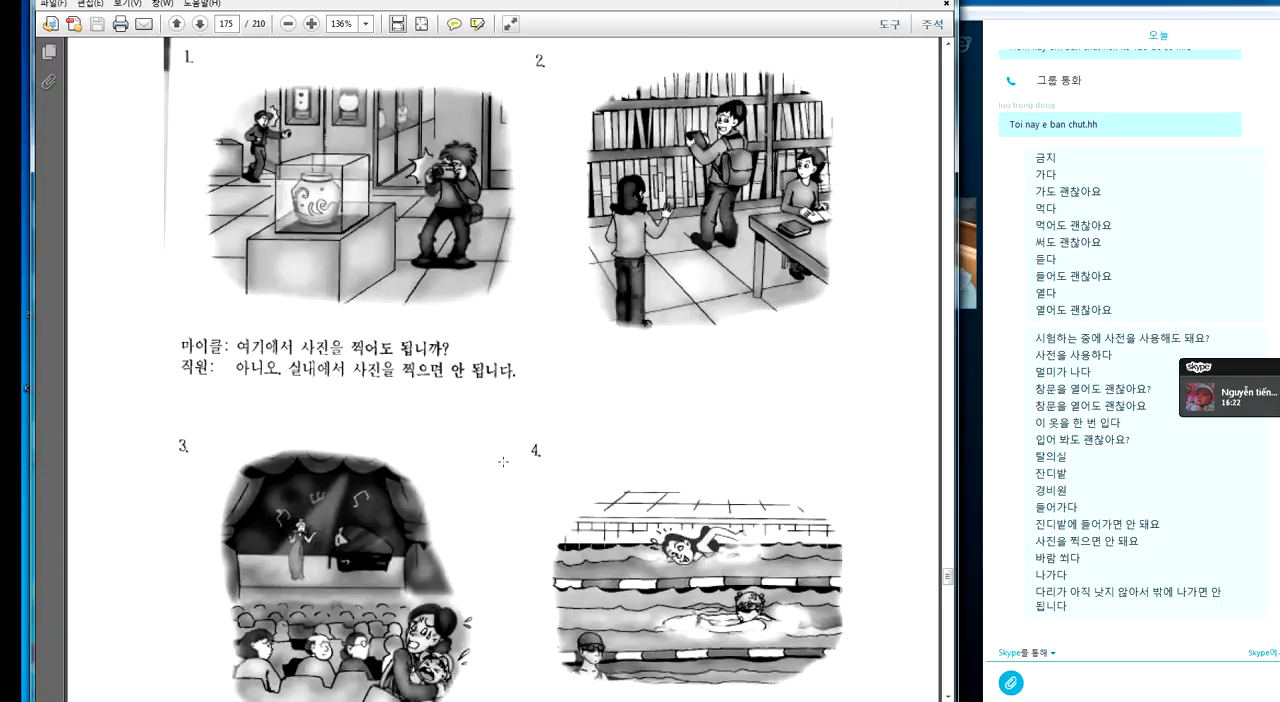 파일(F) 편집(E) 보기(V) 창(W) 도움말(H)
175 / 210
136%
도구 주석
1.
2.
마이클: 여기에서 사진을 찍어도 됩니까?
직원: 아니오. 실내에서 사진을 찍으면 안 됩니다.
3.
4.
오늘
그룹 통화
luu trung dong
Toi nay e ban chut.hh
금지
가다
가도 괜찮아요
먹다
먹어도 괜찮아요
써도 괜찮아요
듣다
들어도 괜찮아요
열다
열어도 괜찮아요
시험하는 중에 사전을 사용해도 돼요?
사전을 사용하다
멀미가 나다
창문을 열어도 괜찮아요?
창문을 열어도 괜찮아요
이 옷을 한 번 입다
입어 봐도 괜찮아요?
탈의실
잔디밭
경비원
들어가다
진디밭에 들어가면 안 돼요
사진을 찍으면 안 돼요
바람 쐬다
나가다
다리가 아직 낫지 않아서 밖에 나가면 안
됩니다
skype
Nguyễn tiến...
16:22
Skype를 통해
Skype에